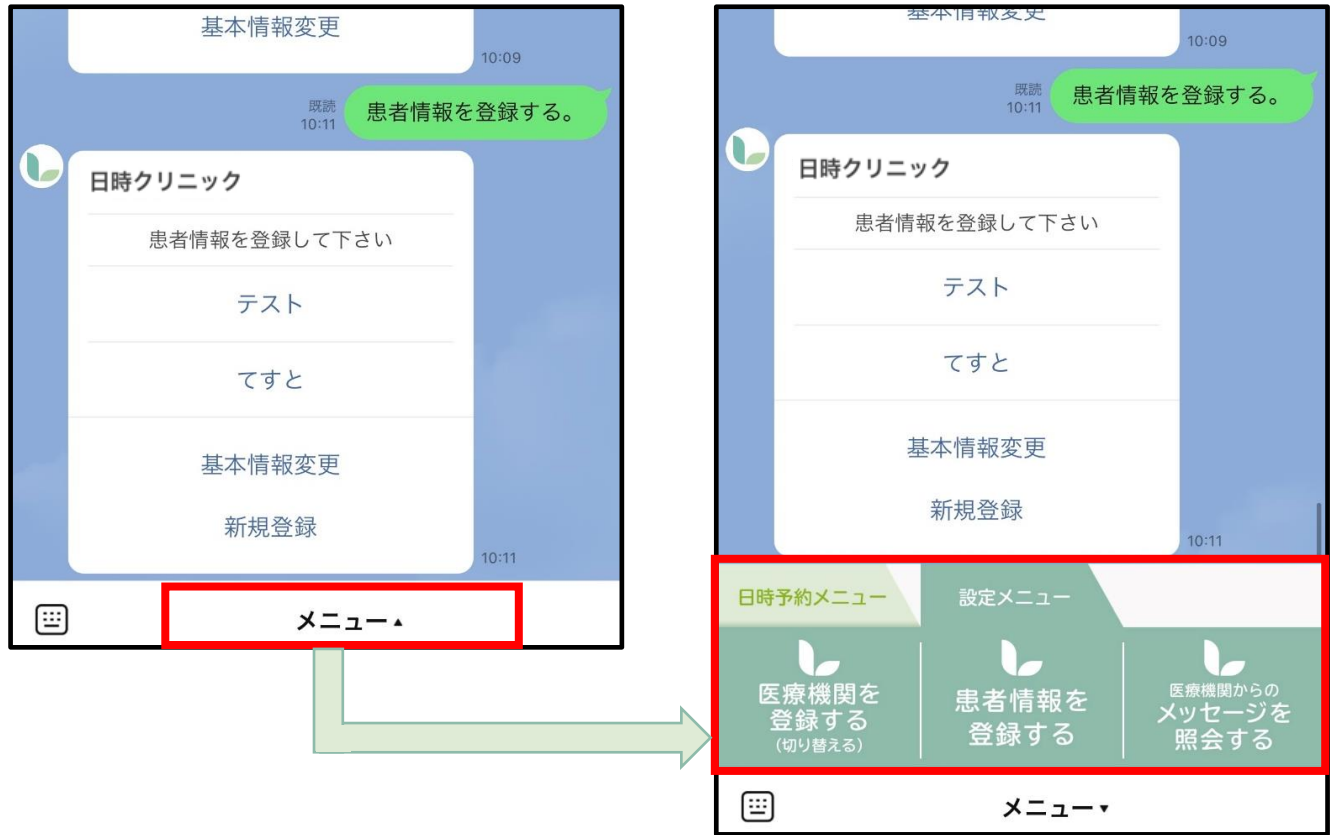 基本情報変更
10:09
既読
10:11
患者情報を登録する。
日時クリニック
患者情報を登録して下さい
テスト
てすと
基本情報変更
新規登録
10:11
メニュー▲
基本情報変更
10:09
既読
10:11
患者情報を登録する。
日時クリニック
患者情報を登録して下さい
テスト
てすと
基本情報変更
新規登録
10:11
日時予約メニュー
設定メニュー
医療機関を
登録する
(切り替える)
患者情報を
登録する
医療機関からの
メッセージを
照会する
メニュー▼